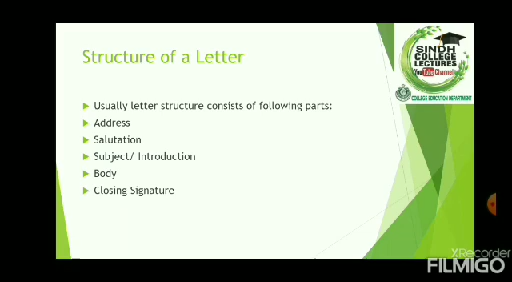 Structure of a Letter
Usually letter structure consists of following parts:
Address
Salutation
Subject/ Introduction
Body
Closing Signature
SINDH
COLLEGE
LECTURES
YouTube Channel
COLLEGE EDUCATION DEPARTMENT
XRecorder
FILMIGO